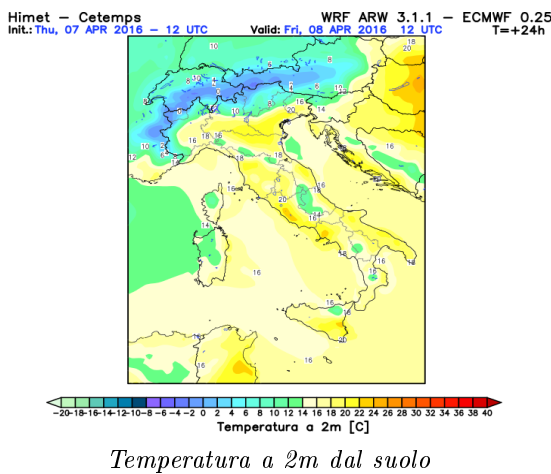 Himet – Cetemps WRF ARW 3.1.1 – ECMWF 0.25
Init.: Thu, 07 APR 2016 – 12 UTC Valid: Fri, 08 APR 2016 12 UTC T=+24h
-20 -18 -16 -14 -12 -10 -8 -6 -4 -2 0 2 4 6 8 10 12 14 16 18 20 22 24 26 28 30 32 34 36 38 40
Temperatura a 2m [C]
Temperatura a 2m dal suolo